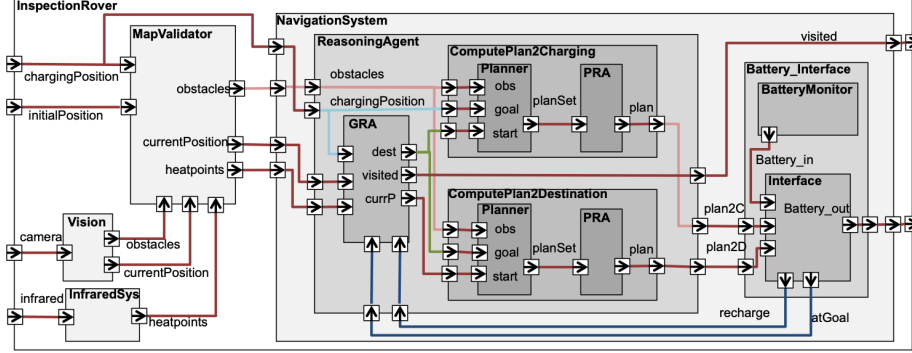 InspectionRover
NavigationSystem
MapValidator
ReasoningAgent
visited
ComputePlan2Charging
Planner
PRA
Battery_Interface
BatteryMonitor
chargingPosition
obstacles
obstacles
obs
chargingPosition
goal
planSet
plan
initialPosition
GRA
start
currentPosition
dest
Battery_in
heatpoints
visited
Interface
currP
ComputePlan2Destination
Planner
PRA
plan2C
Battery_out
Vision
camera
obstacles
obs
planSet
plan
plan2D
goal
currentPosition
start
infrared
InfraredSys
heatpoints
recharge
atGoal